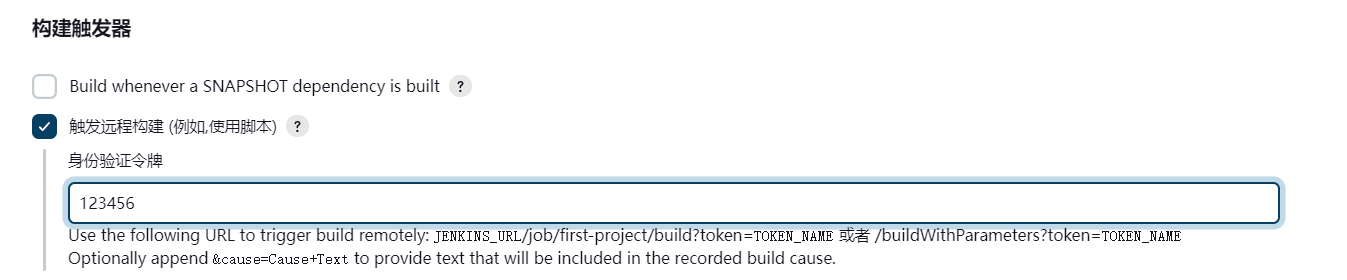 构建触发器
Build whenever a SNAPSHOT dependency is built ?
触发远程构建 (例如,使用脚本) ?
身份验证令牌
123456
Use the following URL to trigger build remotely: JENKINS_URL/job/first-project/build?token=TOKEN_NAME 或者 /buildWithParameters?token=TOKEN_NAME
Optionally append &cause=Cause+Text to provide text that will be included in the recorded build cause.